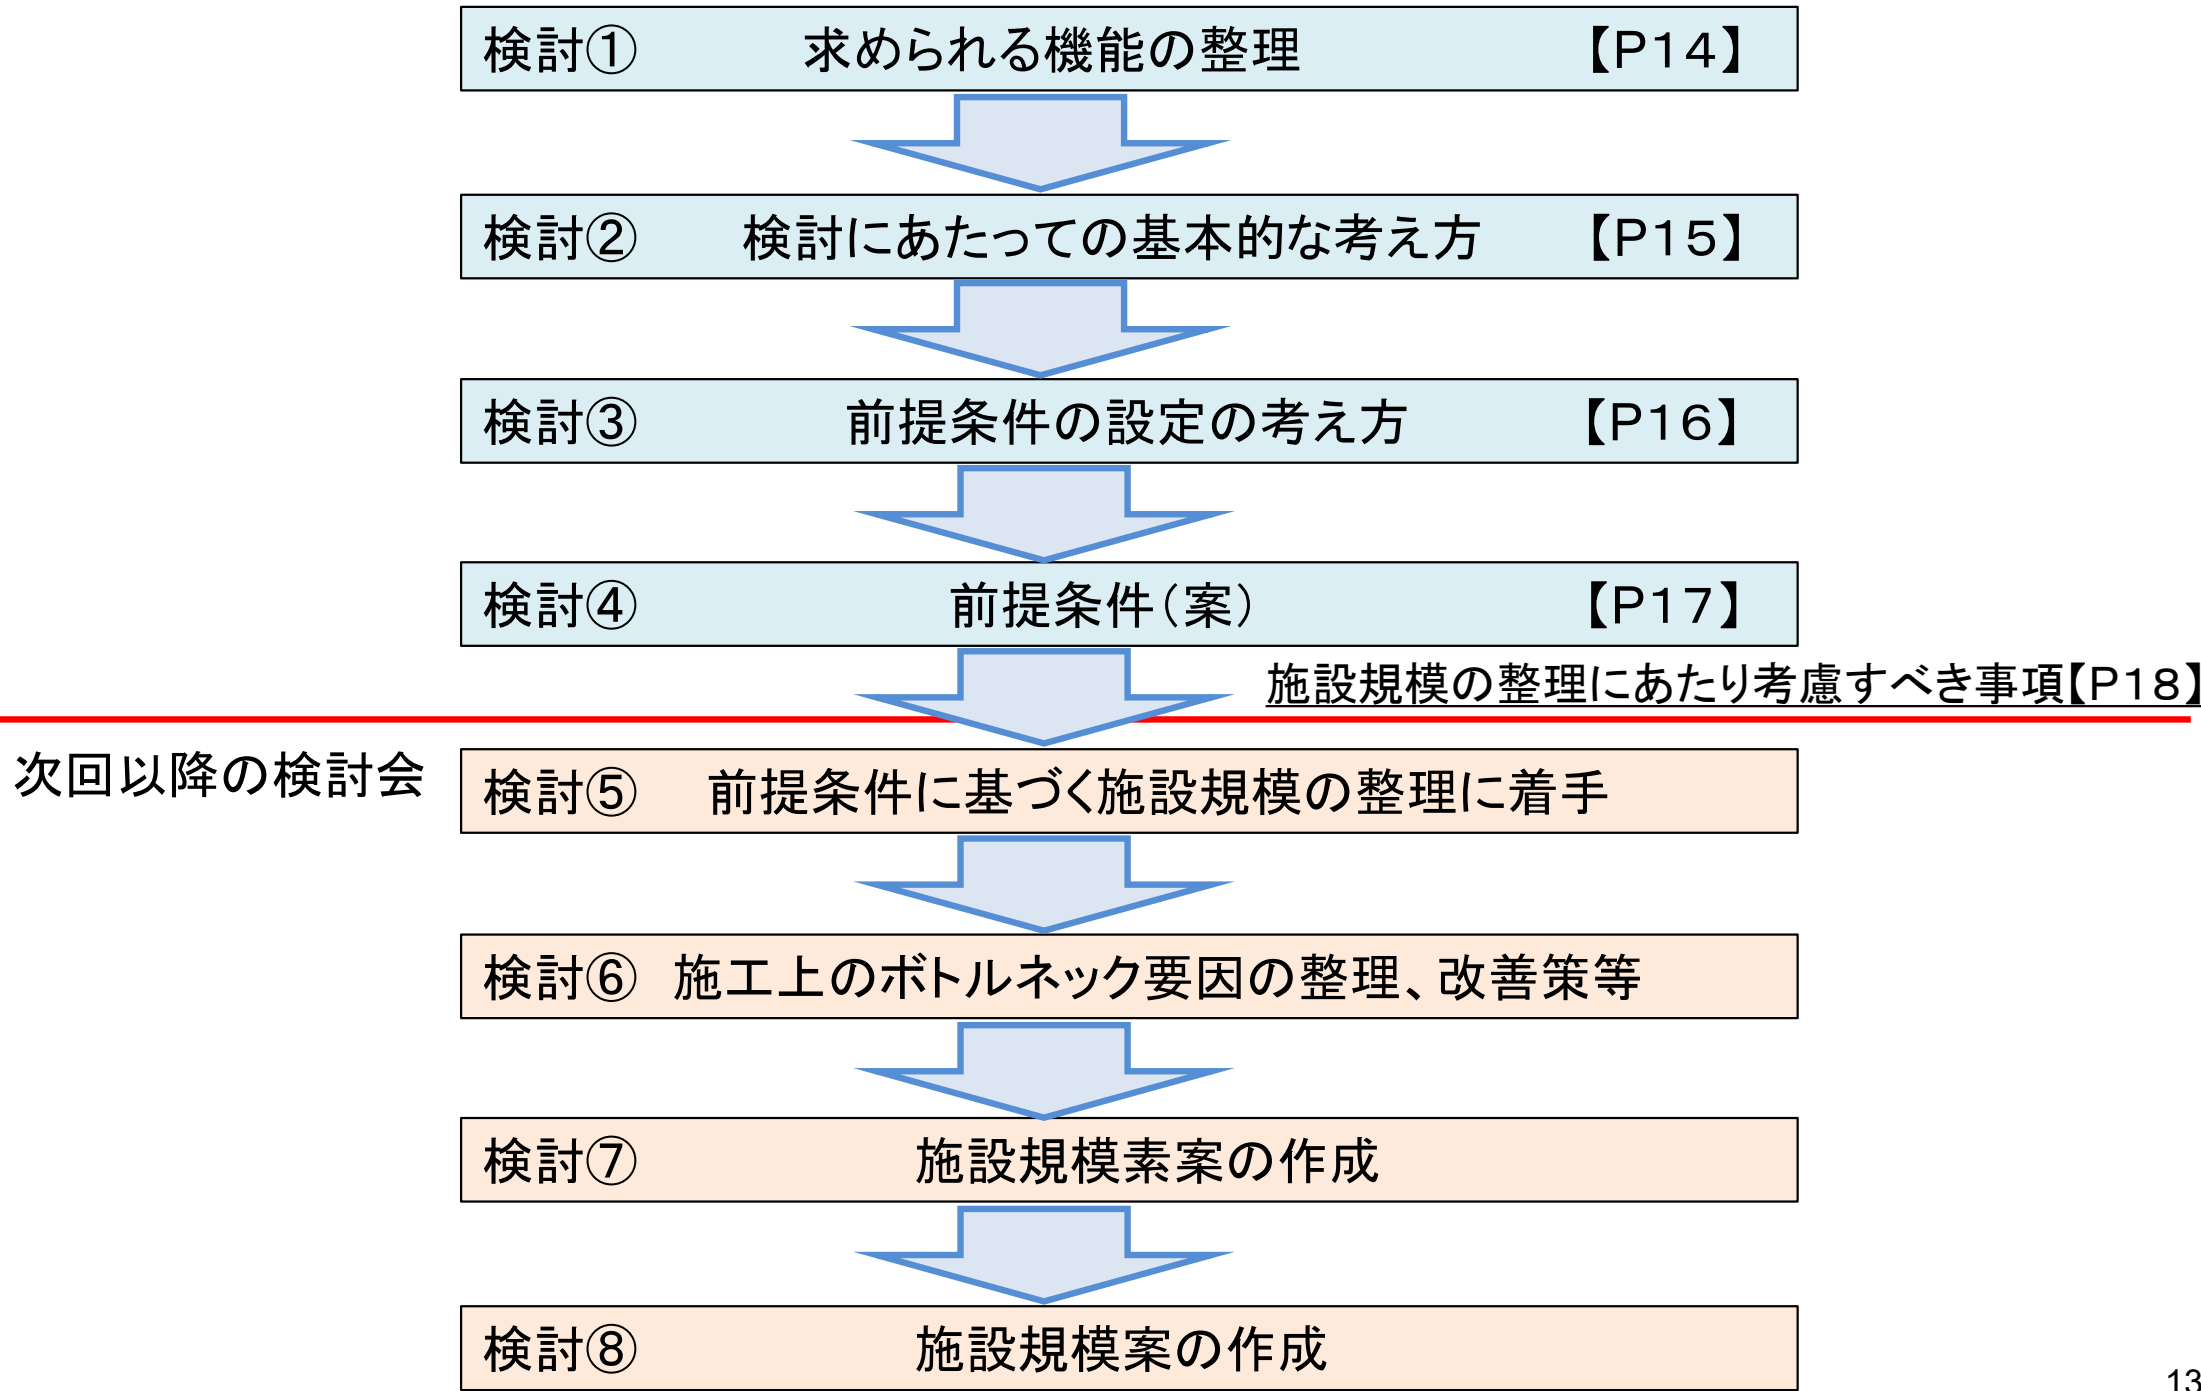 検討① 求められる機能の整理 【P14】
検討② 検討にあたっての基本的な考え方 【P15】
検討③ 前提条件の設定の考え方 【P16】
検討④ 前提条件（案） 【P17】
施設規模の整理にあたり考慮すべき事項【P18】
次回以降の検討会
検討⑤ 前提条件に基づく施設規模の整理に着手
検討⑥ 施工上のボトルネック要因の整理、改善策等
検討⑦ 施設規模素案の作成
検討⑧ 施設規模案の作成
13